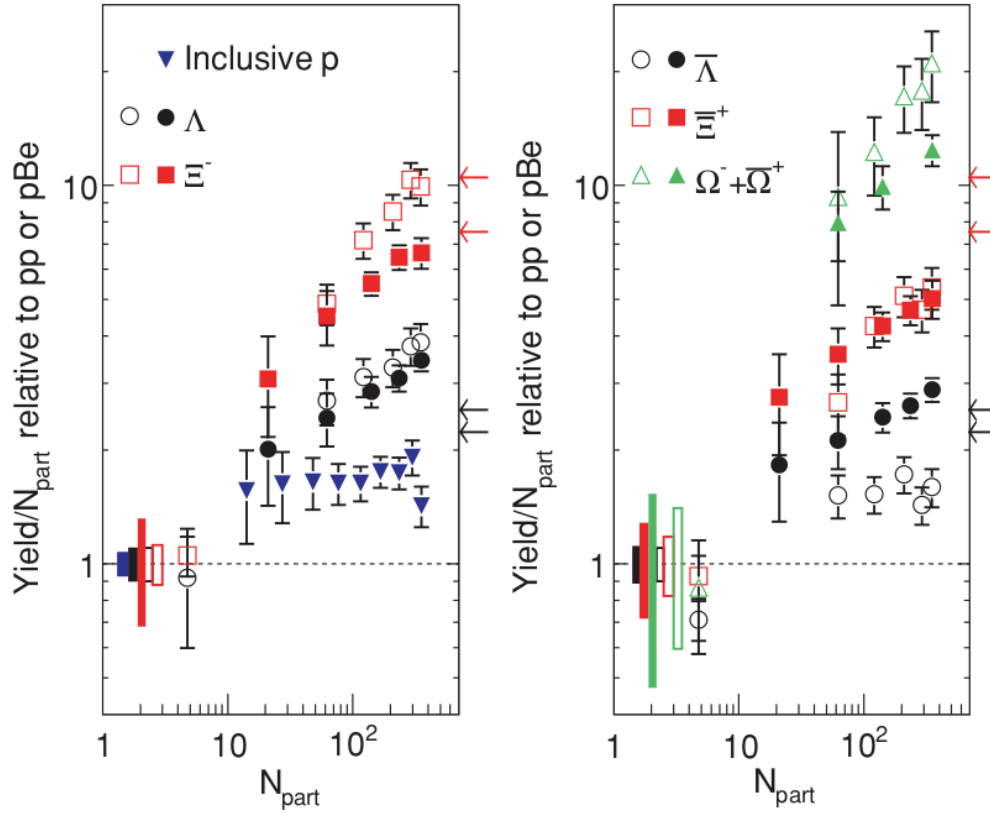 Yield/N_part relative to pp or pBe
Inclusive p
Λ
Ξ⁻
10
1
1
10
10²
N_part
Yield/N_part relative to pp or pBe
Λ̅
Ξ̅⁺
Ω⁻+Ω̅⁺
10
1
1
10
10²
N_part